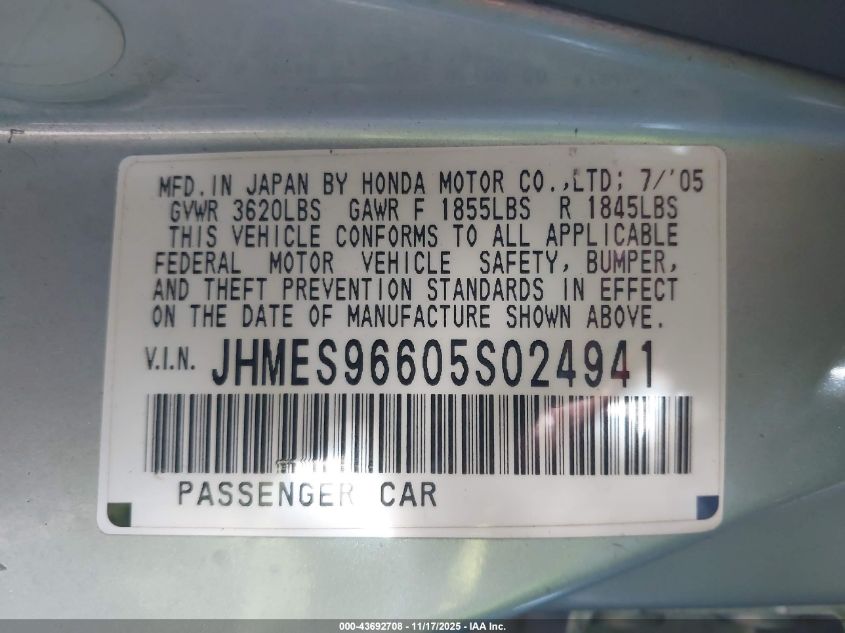 MFD. IN JAPAN BY HONDA MOTOR CO., LTD; 7/'05
GVWR 3620LBS GAWR F 1855LBS R 1845LBS
THIS VEHICLE CONFORMS TO ALL APPLICABLE
FEDERAL MOTOR VEHICLE SAFETY, BUMPER,
AND THEFT PREVENTION STANDARDS IN EFFECT
ON THE DATE OF MANUFACTURE SHOWN ABOVE.
V.I.N. JHMES96605S024941
PASSENGER CAR
000-43692708 - 11/17/2025 - IAA Inc.